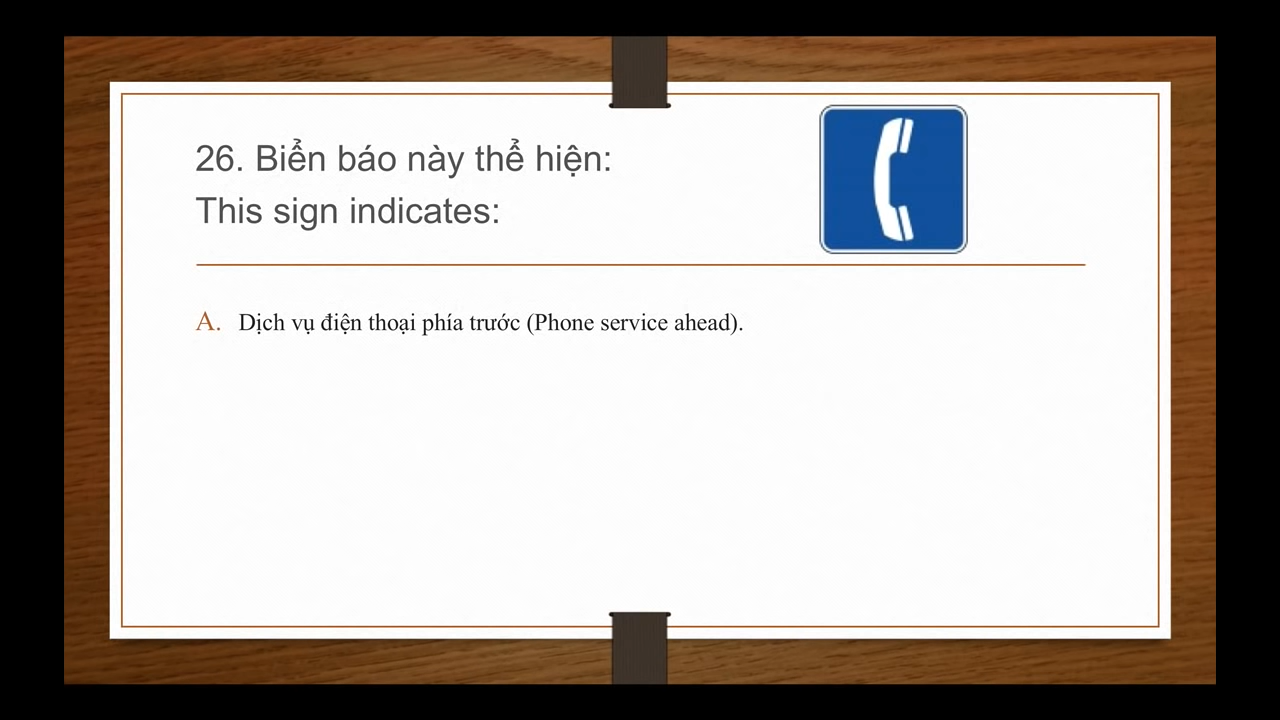 26. Biển báo này thể hiện:
This sign indicates:
A. Dịch vụ điện thoại phía trước (Phone service ahead).